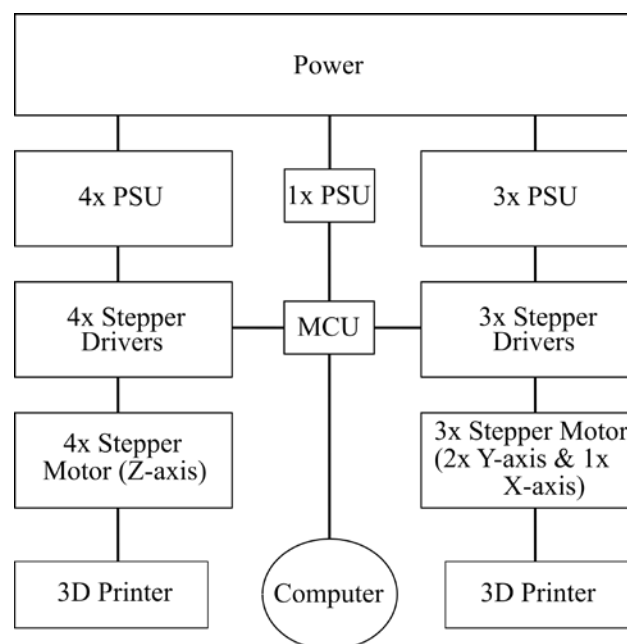 Power
4x PSU
1x PSU
3x PSU
4x Stepper
Drivers
MCU
3x Stepper
Drivers
4x Stepper
Motor (Z-axis)
3x Stepper Motor
(2x Y-axis & 1x
X-axis)
3D Printer
Computer
3D Printer